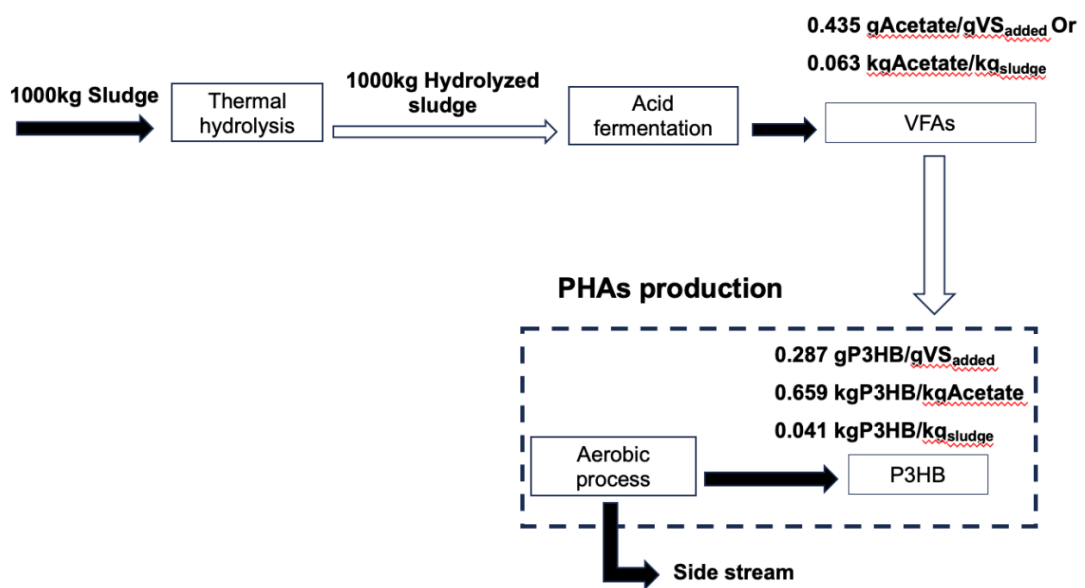 0.435 gAcetate/gVSadded Or
0.063 kgAcetate/kgsludge
1000kg Sludge
Thermal
hydrolysis
1000kg Hydrolyzed
sludge
Acid
fermentation
VFAs
PHAs production
0.287 gP3HB/gVSadded
0.659 kgP3HB/kgAcetate
0.041 kgP3HB/kgsludge
Aerobic
process
P3HB
Side stream